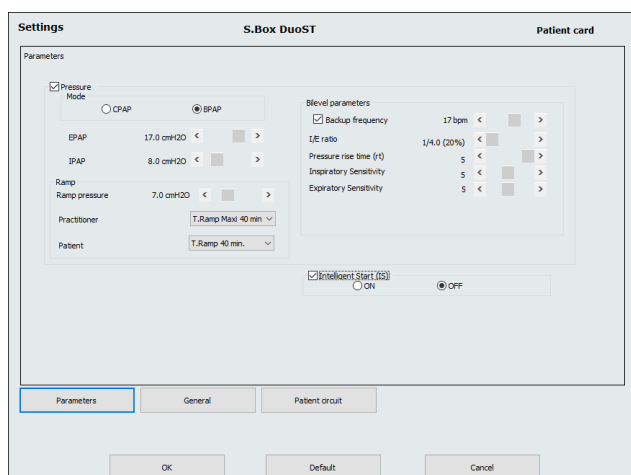 Settings S.Box DuoST Patient card
Parameters
Pressure
Mode
CPAP BPAP
EPAP 17.0 cmH2O < >
IPAP 8.0 cmH2O < >
Ramp
Ramp pressure 7.0 cmH2O < >
Practitioner T.Ramp Maxi 40 min
Patient T.Ramp 40 min.
Bilevel parameters
Backup frequency 17 bpm < >
I/E ratio 1/4.0 (20%) < >
Pressure rise time (rt) 5 < >
Inspiratory Sensitivity 5 < >
Expiratory Sensitivity 5 < >
Intelligent Start (IS)
ON OFF
Parameters General Patient circuit
OK Default Cancel